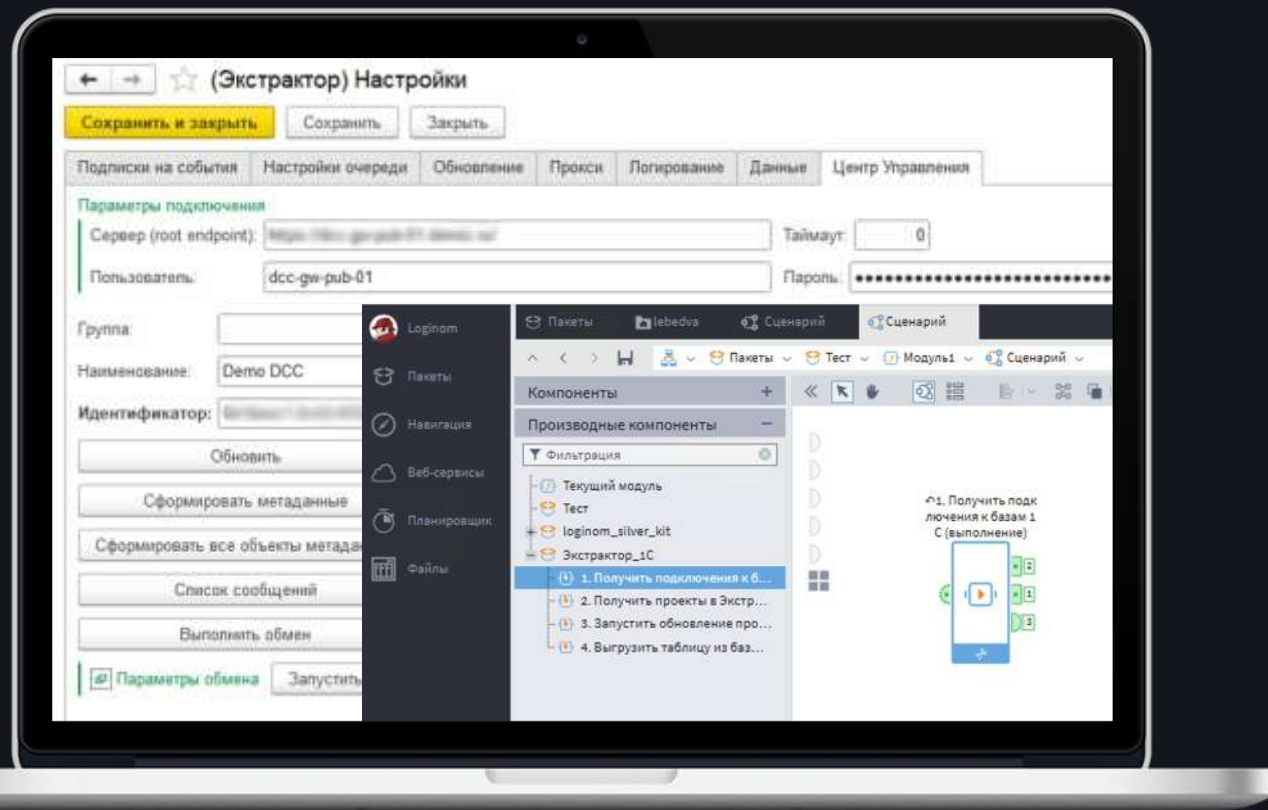 (Экстрактор) Настройки
Сохранить и закрыть Сохранить Закрыть
Подписки на события Настройки очереди Обновление Прокси Логирование Данные Центр Управления
Параметры подключения
Сервер (root endpoint): Таймаут: 0
Пользователь: dcc-gw-pub-01 Пароль:
Группа:
Наименование: Demo DCC
Идентификатор:
Обновить
Сформировать метаданные
Сформировать все объекты метада
Список сообщений
Выполнить обмен
Параметры обмена Запустить
Loginom
Пакеты
Навигация
Веб-сервисы
Планировщик
Файлы
Пакеты lebedva Сценарий Сценарий
Пакеты Тест Модуль1 Сценарий
Компоненты
Производные компоненты
Фильтрация
Текущий модуль
Тест
loginom_silver_kit
Экстрактор_1С
1. Получить подключения к б...
2. Получить проекты в Экстр...
3. Запустить обновление про...
4. Выгрузить таблицу из баз...
1. Получить подк
лючения к базам 1
С (выполнение)
2
1
3